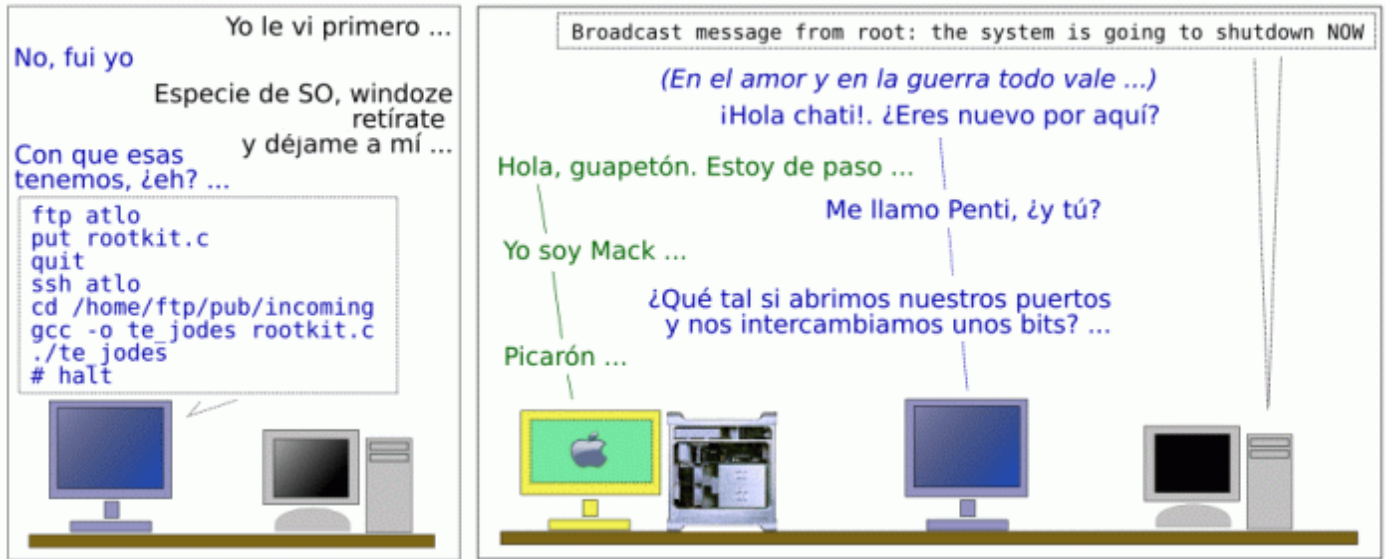 Yo le vi primero ...
No, fui yo
Especie de SO, windoze
retírate
y déjame a mí ...
Con que esas
tenemos, ¿eh? ...
ftp atlo
put rootkit.c
quit
ssh atlo
cd /home/ftp/pub/incoming
gcc -o te_jodes rootkit.c
./te_jodes
# halt
Broadcast message from root: the system is going to shutdown NOW
(En el amor y en la guerra todo vale ...)
¡Hola chati!. ¿Eres nuevo por aquí?
Hola, guapetón. Estoy de paso ...
Me llamo Penti, ¿y tú?
Yo soy Mack ...
¿Qué tal si abrimos nuestros puertos
y nos intercambiamos unos bits? ...
Picarón ...